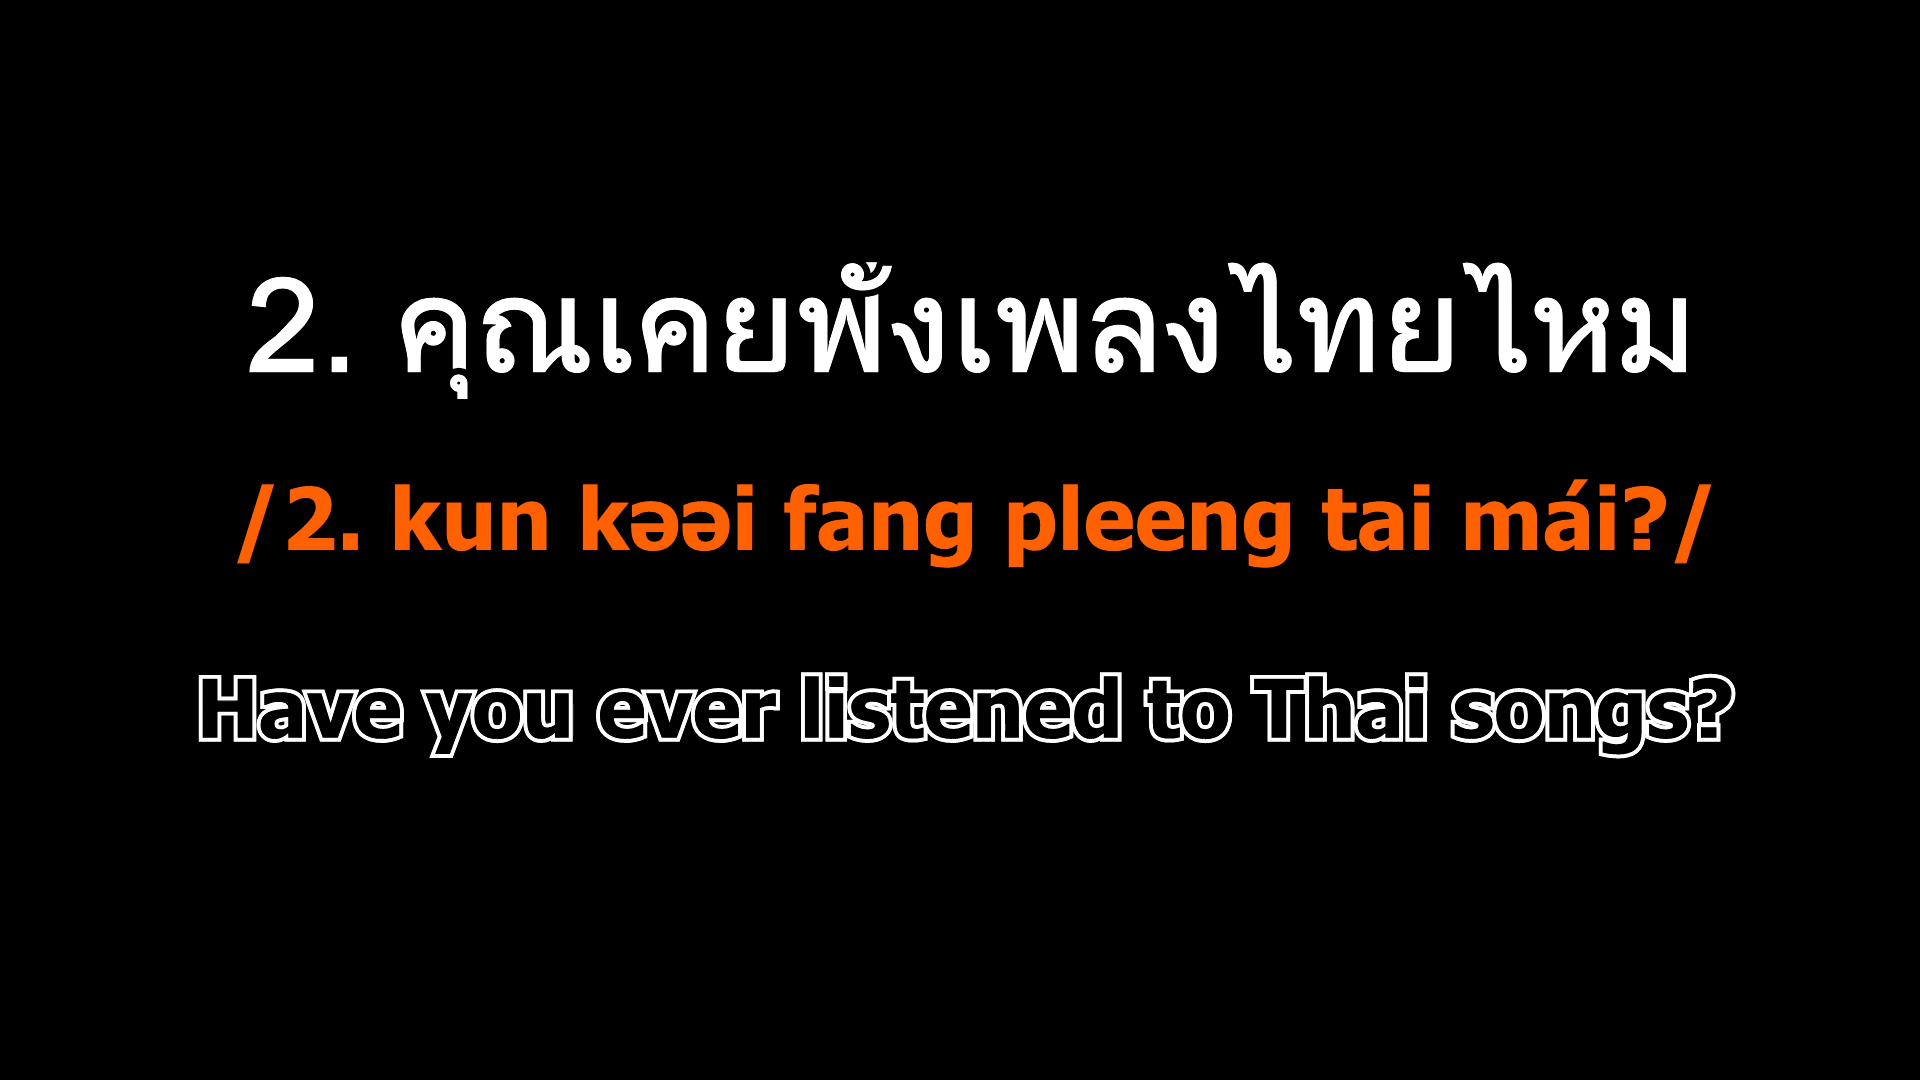 2. คุณเคยฟังเพลงไทยไหม
/2. kun kəəi fang pleeng tai mái?/
Have you ever listened to Thai songs?